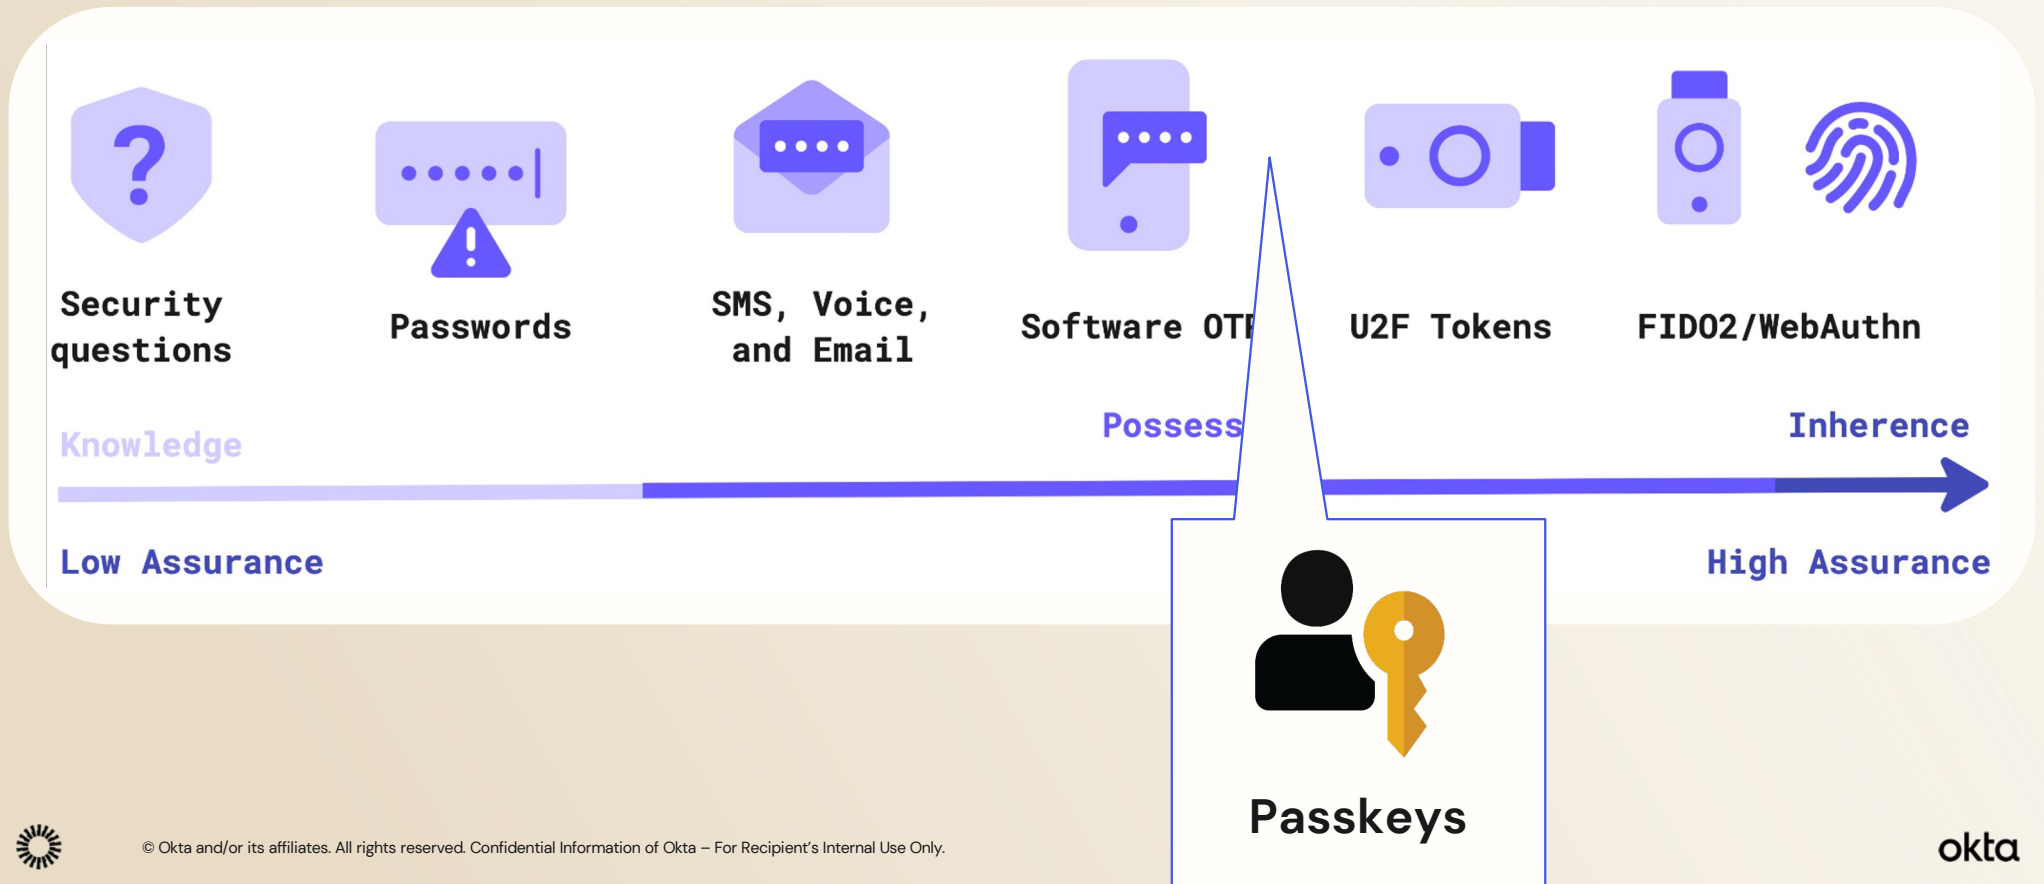 Security
questions
Passwords
SMS, Voice,
and Email
Software OTP
U2F Tokens
FIDO2/WebAuthn
Knowledge
Possess
Inherence
Low Assurance
High Assurance
Passkeys
© Okta and/or its affiliates. All rights reserved. Confidential Information of Okta – For Recipient's Internal Use Only.
okta